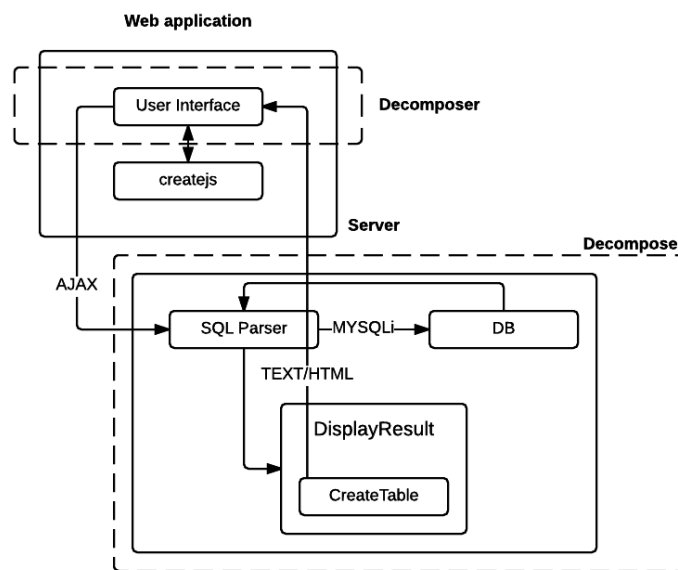 Web application
User Interface
Decomposer
createjs
Server
Decompose
AJAX
SQL Parser
MYSQLi
DB
TEXT/HTML
DisplayResult
CreateTable